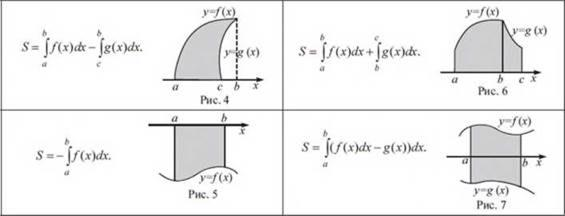 S=∫ₐᵇ f(x)dx−∫꜀ᵇ g(x)dx.
y=f(x)
y=g(x)
a c b x
Рис. 4
S=∫ₐᵇ f(x)dx+∫_b^c g(x)dx.
y=f(x)
y=g(x)
a b c x
Рис. 6
S=−∫ₐᵇ f(x)dx.
a b x
y=f(x)
Рис. 5
S=∫ₐᵇ(f(x)dx−g(x))dx.
y=f(x)
a b x
y=g(x)
Рис. 7